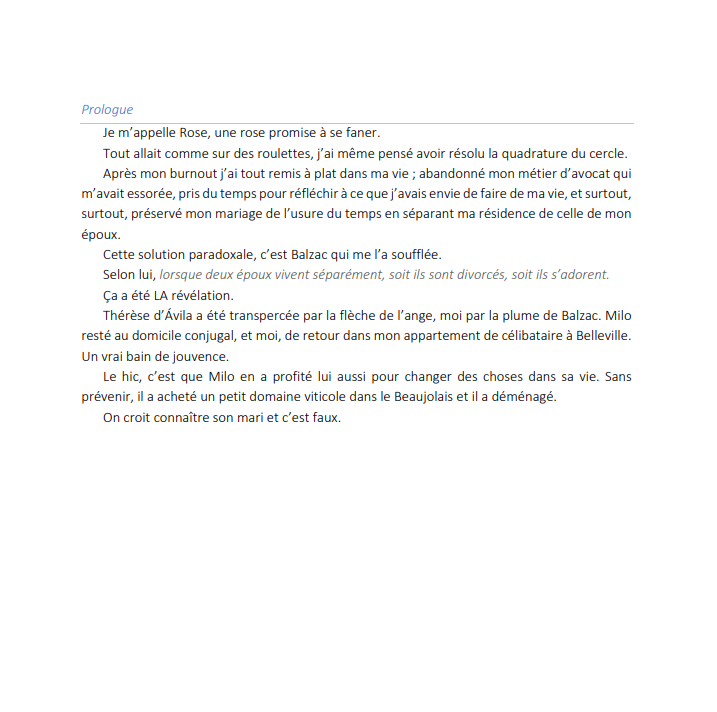 Prologue
Je m’appelle Rose, une rose promise à se faner.
Tout allait comme sur des roulettes, j’ai même pensé avoir résolu la quadrature du cercle.
Après mon burnout j’ai tout remis à plat dans ma vie ; abandonné mon métier d’avocat qui
m’avait essorée, pris du temps pour réfléchir à ce que j’avais envie de faire de ma vie, et surtout,
surtout, préservé mon mariage de l’usure du temps en séparant ma résidence de celle de mon
époux.
Cette solution paradoxale, c’est Balzac qui me l’a soufflée.
Selon lui, lorsque deux époux vivent séparément, soit ils sont divorcés, soit ils s’adorent.
Ça a été LA révélation.
Thérèse d’Ávila a été transpercée par la flèche de l’ange, moi par la plume de Balzac. Milo
resté au domicile conjugal, et moi, de retour dans mon appartement de célibataire à Belleville.
Un vrai bain de jouvence.
Le hic, c’est que Milo en a profité lui aussi pour changer des choses dans sa vie. Sans
prévenir, il a acheté un petit domaine viticole dans le Beaujolais et il a déménagé.
On croit connaître son mari et c’est faux.